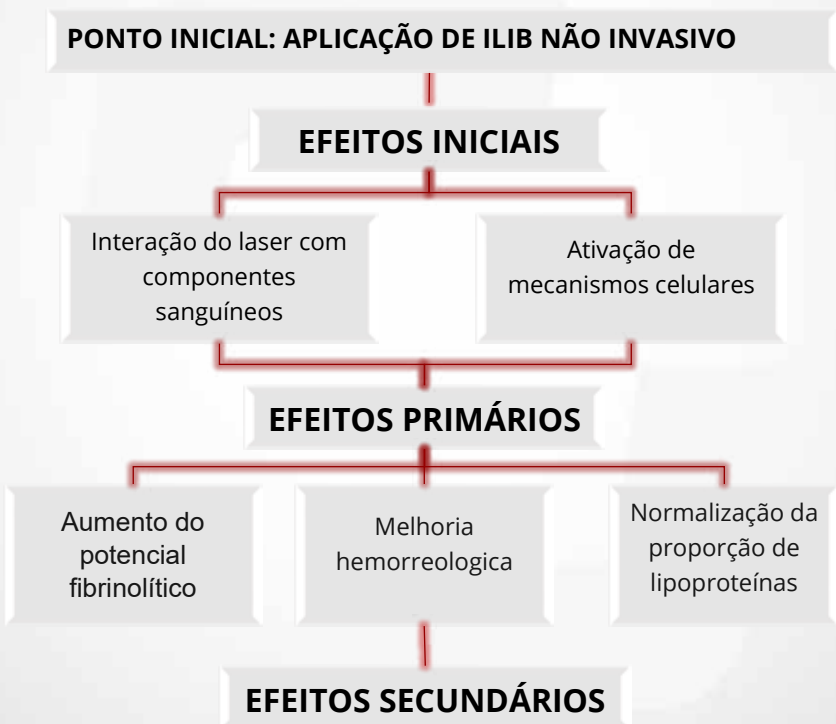 PONTO INICIAL: APLICAÇÃO DE ILIB NÃO INVASIVO
EFEITOS INICIAIS
Interação do laser com
componentes
sanguíneos
Ativação de
mecanismos celulares
EFEITOS PRIMÁRIOS
Aumento do
potencial
fibrinolítico
Melhoria
hemorreologica
Normalização da
proporção de
lipoproteínas
EFEITOS SECUNDÁRIOS